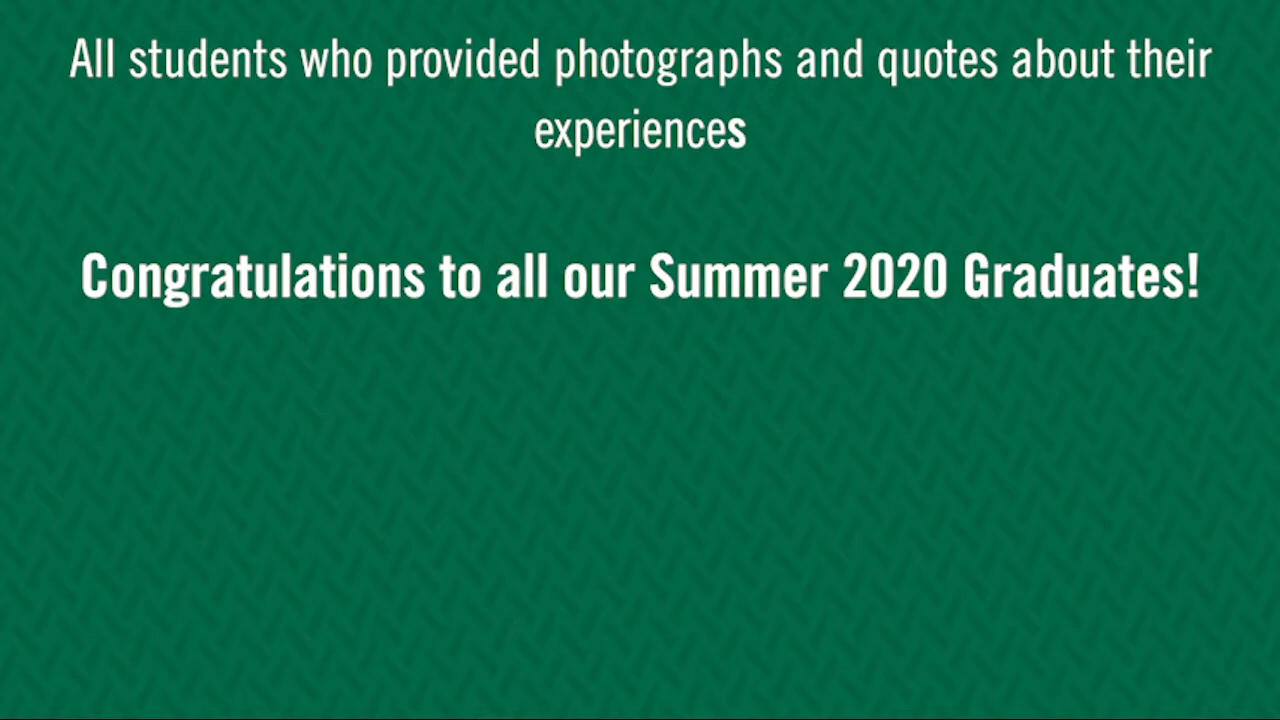 All students who provided photographs and quotes about their
experiences
Congratulations to all our Summer 2020 Graduates!